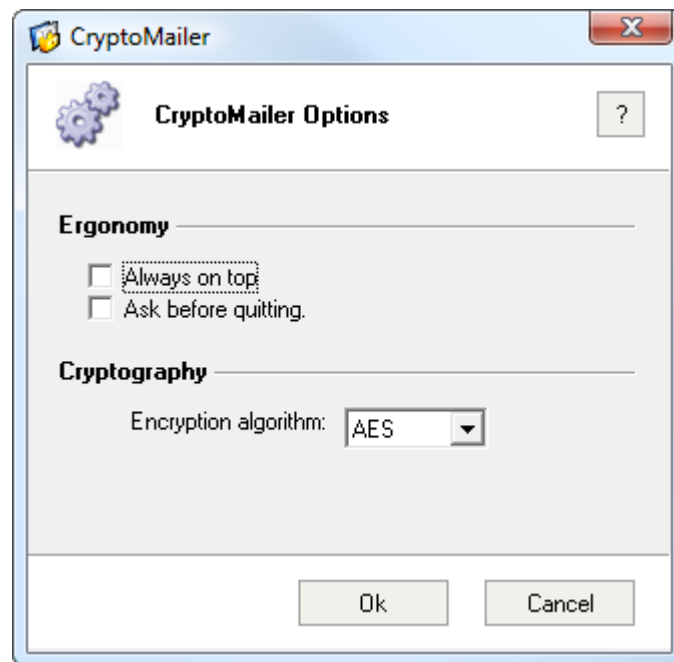 CryptoMailer
CryptoMailer Options
?
Ergonomy
Always on top
Ask before quitting.
Cryptography
Encryption algorithm: AES
Ok Cancel